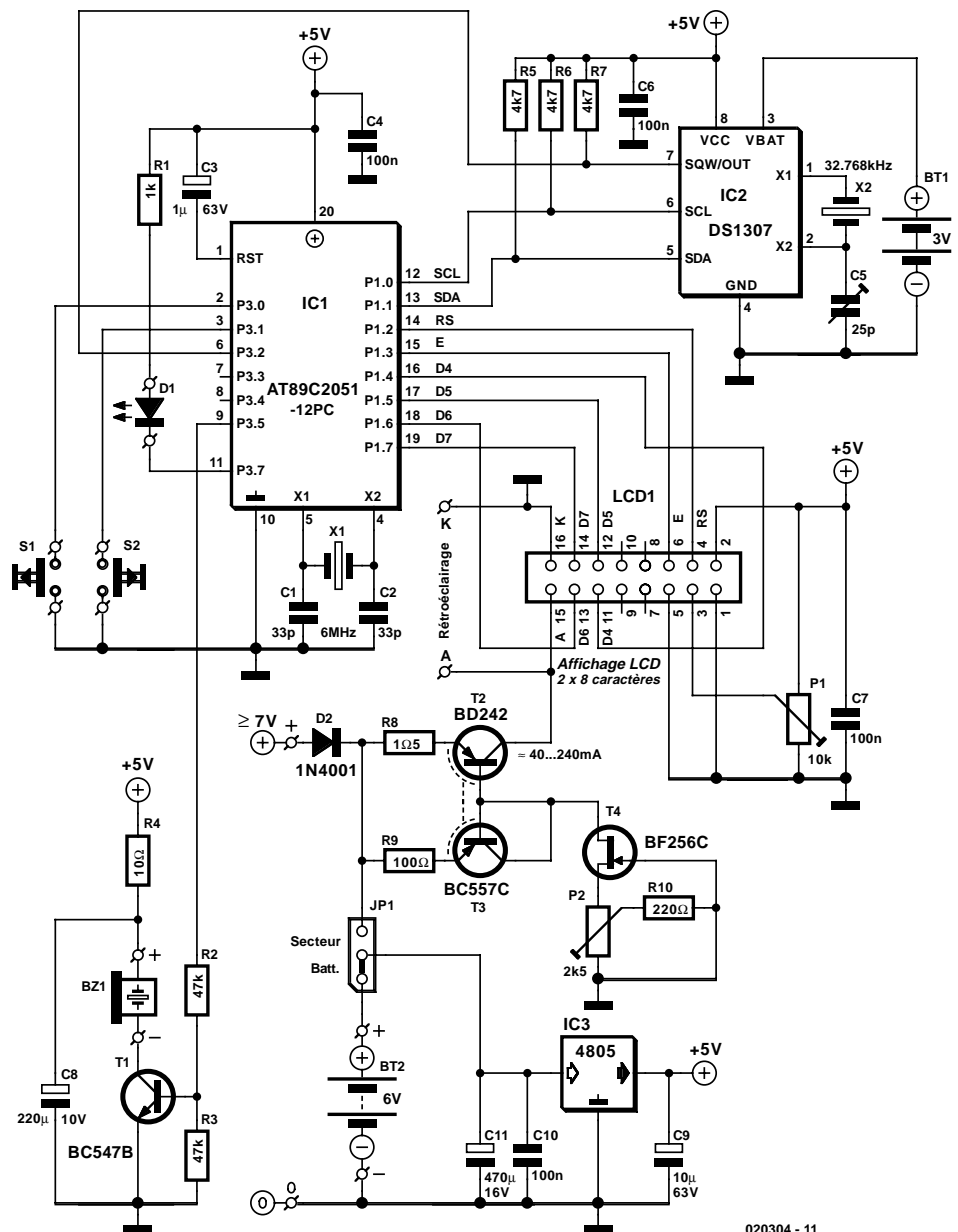 +5V
+5V
R5
R6
R7
4k7
4k7
4k7
C6
100n
C4
100n
R1
1k
C3
1µ
63V
20
8
3
VCC
VBAT
7
SQW/OUT
IC2
DS1307
6
SCL
5
SDA
X1
1
X2
2
GND
4
32.768kHz
X2
BT1
3V
C5
25p
1
RST
IC1
AT89C2051
-12PC
2
P3.0
3
P3.1
6
P3.2
7
P3.3
8
P3.4
9
P3.5
11
P3.7
P1.0
12
SCL
P1.1
13
SDA
P1.2
14
RS
P1.3
15
E
P1.4
16
D4
P1.5
17
D5
P1.6
18
D6
P1.7
19
D7
D1
X1
X2
10
5
4
X1
C1
C2
33p
6MHz
33p
S1
S2
LCD1
+5V
K
Rétroéclairage
A
16 K
14 D7
12 D5
10
8
6 E
4 RS
2
A 15
D6 13
D4 11
9
7
5
3
1
Affichage LCD
2 x 8 caractères
P1
10k
C7
100n
≥ 7V
+
D2
1N4001
R8
1Ω5
T2
BD242
≈ 40...240mA
R9
100Ω
BC557C
T3
T4
BF256C
P2
2k5
R10
220Ω
JP1
Secteur
Batt.
+5V
R4
10Ω
+
BZ1
–
R2
47k
T1
BC547B
R3
47k
C8
220µ
10V
+
BT2
6V
–
0
0
IC3
4805
+5V
C11
470µ
16V
C10
100n
C9
10µ
63V
020304 - 11